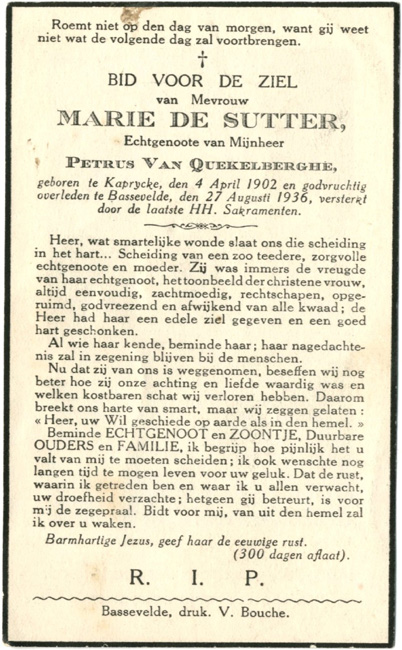 Roemt niet op den dag van morgen, want gij weet
niet wat de volgende dag zal voortbrengen.
†
BID VOOR DE ZIEL
van Mevrouw
MARIE DE SUTTER,
Echtgenoote van Mijnheer
PETRUS VAN QUEKELBERGHE,
geboren te Kaprycke, den 4 April 1902 en godvruchtig
overleden te Bassevelde, den 27 Augusti 1936, versterkt
door de laatste HH. Sakramenten.
Heer, wat smartelijke wonde slaat ons die scheiding
in het hart... Scheiding van een zoo teedere, zorgvolle
echtgenoote en moeder. Zij was immers de vreugde
van haar echtgenoot, het toonbeeld der christene vrouw,
altijd eenvoudig, zachtmoedig, rechtschapen, opge-
ruimd, godvreezend en afwijkend van alle kwaad; de
Heer had haar een edele ziel gegeven en een goed
hart geschonken.
Al wie haar kende, beminde haar; haar nagedachte-
nis zal in zegening blijven bij de menschen.
Nu dat zij van ons is weggenomen, beseffen wij nog
beter hoe zij onze achting en liefde waardig was en
welken kostbaren schat wij verloren hebben. Daarom
breekt ons harte van smart, maar wij zeggen gelaten :
« Heer, uw Wil geschiede op aarde als in den hemel. »
Beminde ECHTGENOOT en ZOONTJE, Duurbare
OUDERS en FAMILIE, ik begrijp hoe pijnlijk het u
valt van mij te moeten scheiden; ik ook wenschte nog
langen tijd te mogen leven voor uw geluk. Dat de rust,
waarin ik getreden ben en waar ik u allen verwacht,
uw droefheid verzachte; hetgeen gij betreurt, is voor
mij de zegepraal. Bidt voor mij, van uit den hemel zal
ik over u waken.
Barmhartige Jezus, geef haar de eeuwige rust.
(300 dagen aflaat).
R. I. P.
Bassevelde, druk. V. Bouche.